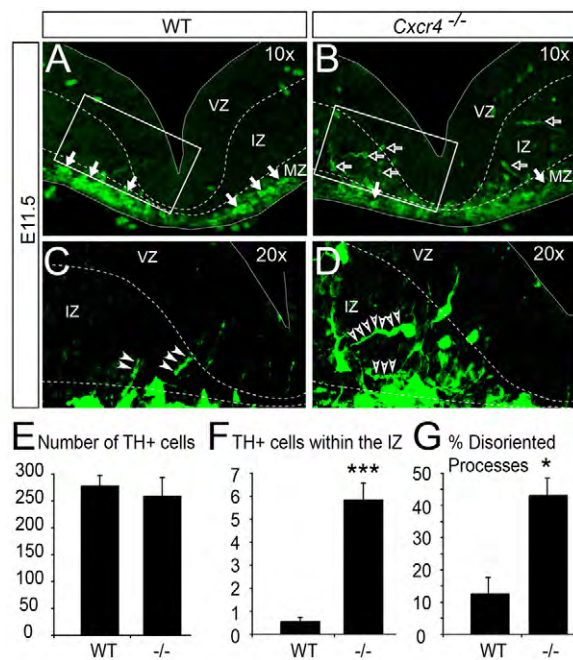 WT
Cxcr4 -/-
E11.5
A
10x
VZ
IZ
MZ
B
10x
VZ
IZ
MZ
C
VZ
20x
IZ
D
VZ
20x
IZ
E Number of TH+ cells
300
250
200
150
100
50
0
WT
-/-
F TH+ cells within the IZ
7
6
5
4
3
2
1
0
***
WT
-/-
G % Disoriented
Processes
50
40
30
20
10
0
*
WT
-/-